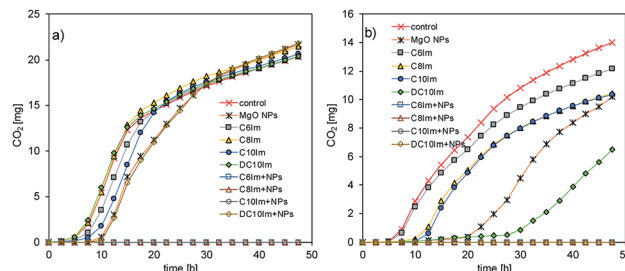 a)
CO₂ [mg]
25
20
15
10
5
0
0 10 20 30 40 50
time [h]
control
MgO NPs
C6Im
C8Im
C10Im
DC10Im
C6Im+NPs
C8Im+NPs
C10Im+NPs
DC10Im+NPs
b)
CO₂ [mg]
16
14
12
10
8
6
4
2
0
0 10 20 30 40 50
time [h]
control
MgO NPs
C6Im
C8Im
C10Im
DC10Im
C6Im+NPs
C8Im+NPs
C10Im+NPs
DC10Im+NPs